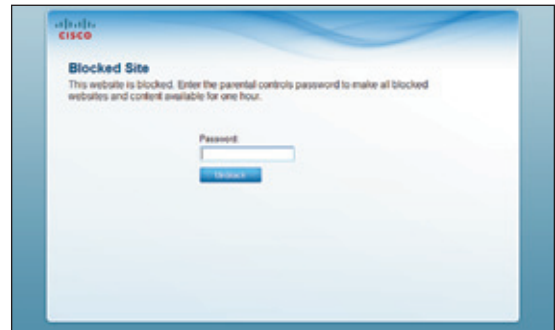 CISCO
Blocked Site
This website is blocked. Enter the parental controls password to make all blocked
websites and content available for one hour.
Password:
Unblock